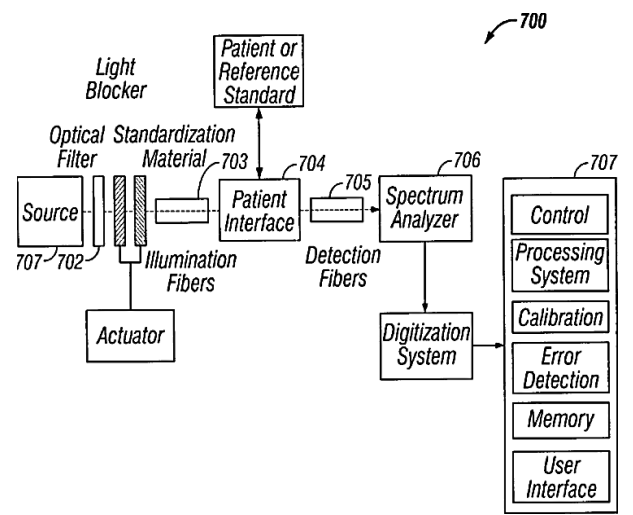 700
Patient or
Reference
Standard
Light
Blocker
Optical
Filter
Standardization
Material
703
704
705
706
707
Source
Patient
Interface
Spectrum
Analyzer
Control
707
702
Illumination
Fibers
Detection
Fibers
Processing
System
Actuator
Digitization
System
Calibration
Error
Detection
Memory
User
Interface